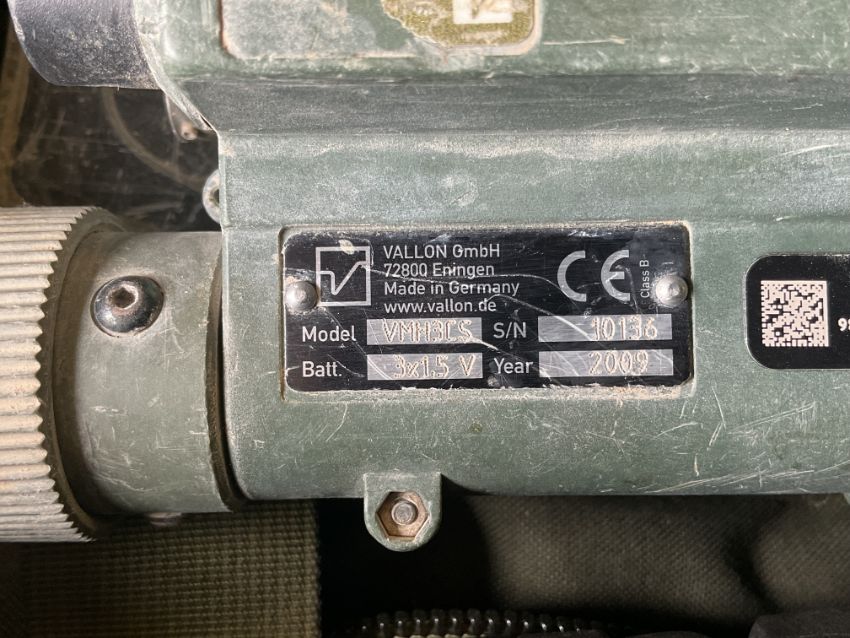 VALLON GmbH
72800 Eningen
Made in Germany
www.vallon.de
CE
Class B
Model VMH3CS S/N 10136
Batt. 3x1.5 V Year 2009
98